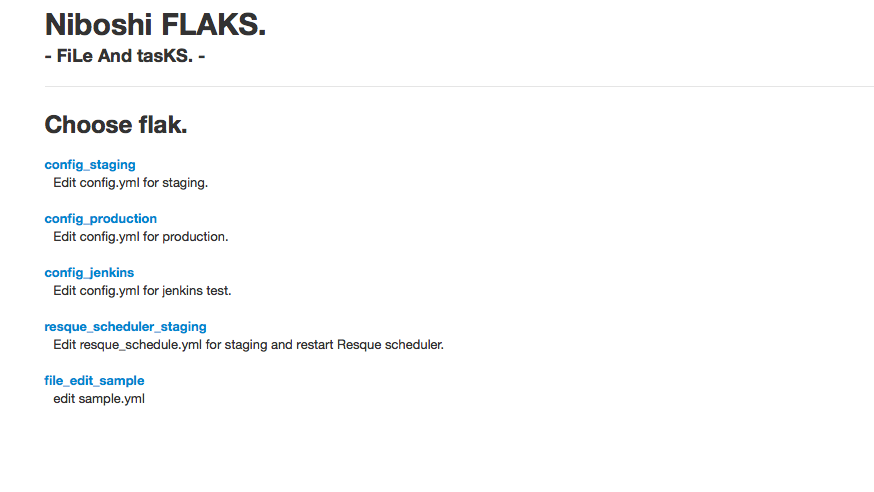 Niboshi FLAKS.
- FiLe And tasKS. -
Choose flak.
config_staging
Edit config.yml for staging.
config_production
Edit config.yml for production.
config_jenkins
Edit config.yml for jenkins test.
resque_scheduler_staging
Edit resque_schedule.yml for staging and restart Resque scheduler.
file_edit_sample
edit sample.yml